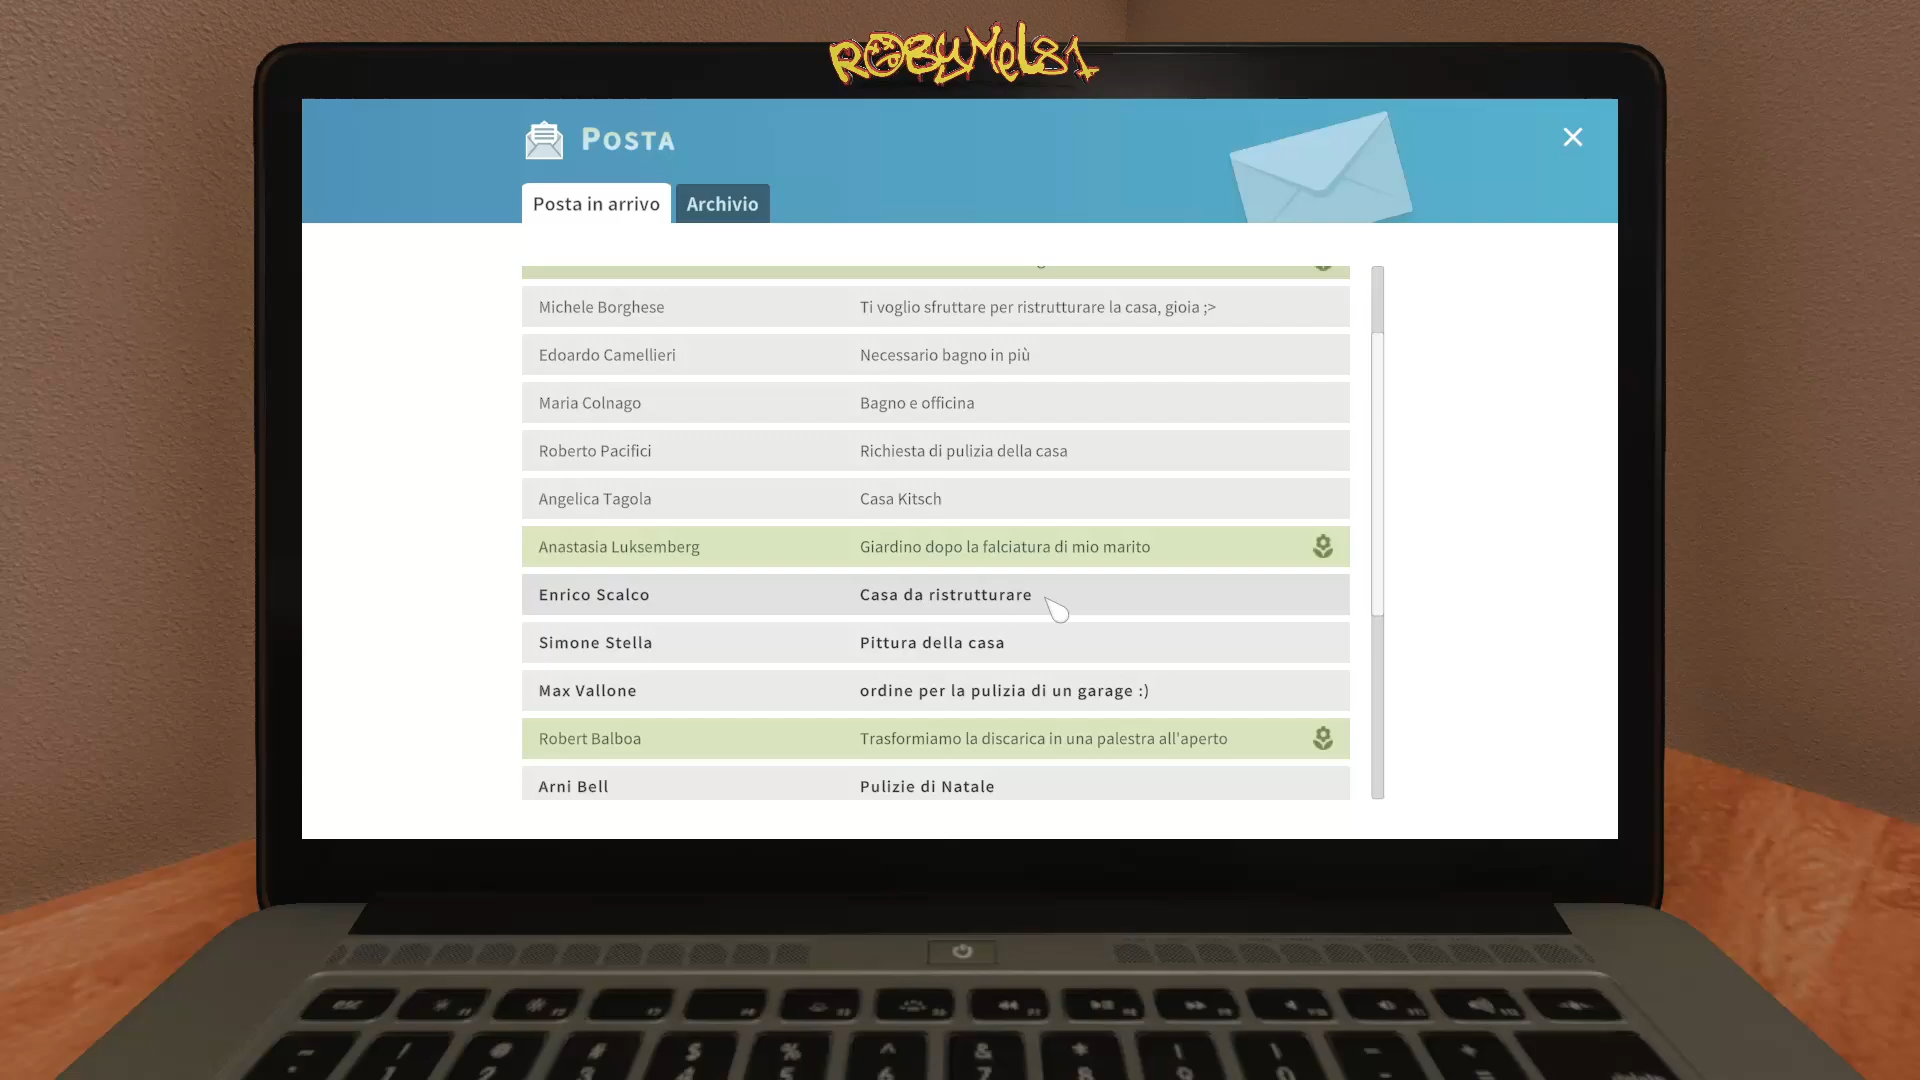 ROBYMEL81
Posta
Posta in arrivo
Archivio
Michele Borghese
Ti voglio sfruttare per ristrutturare la casa, gioia ;>
Edoardo Camellieri
Necessario bagno in più
Maria Colnago
Bagno e officina
Roberto Pacifici
Richiesta di pulizia della casa
Angelica Tagola
Casa Kitsch
Anastasia Luksemberg
Giardino dopo la falciatura di mio marito
Enrico Scalco
Casa da ristrutturare
Simone Stella
Pittura della casa
Max Vallone
ordine per la pulizia di un garage :)
Robert Balboa
Trasformiamo la discarica in una palestra all'aperto
Arni Bell
Pulizie di Natale
esc